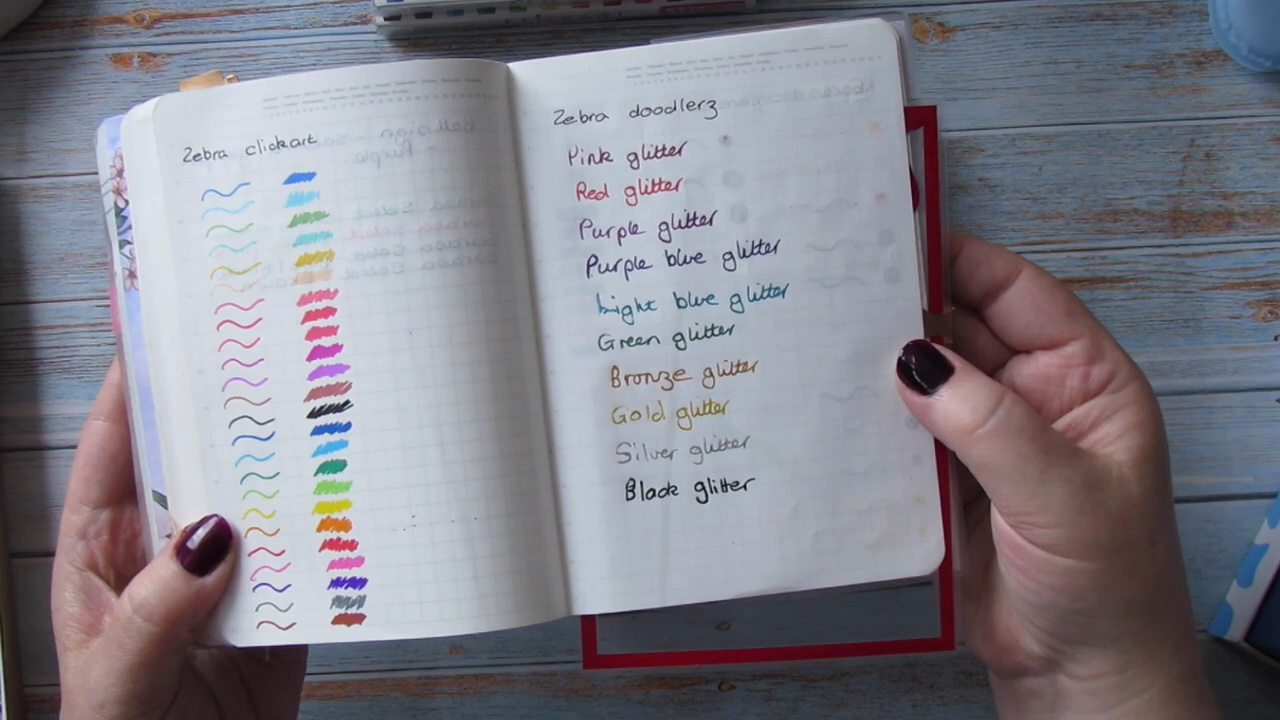 Zebra clickart
Zebra doodlerz
Pink glitter
Red glitter
Purple glitter
Purple blue glitter
Light blue glitter
Green glitter
Bronze glitter
Gold glitter
Silver glitter
Black glitter